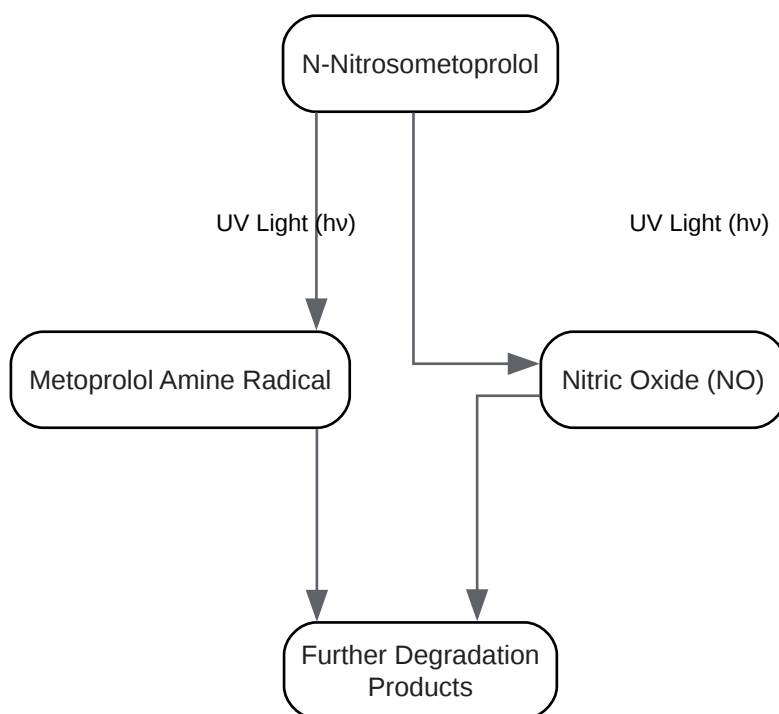 N-Nitrosometoprolol
UV Light (hν)
UV Light (hν)
Metoprolol Amine Radical
Nitric Oxide (NO)
Further Degradation
Products